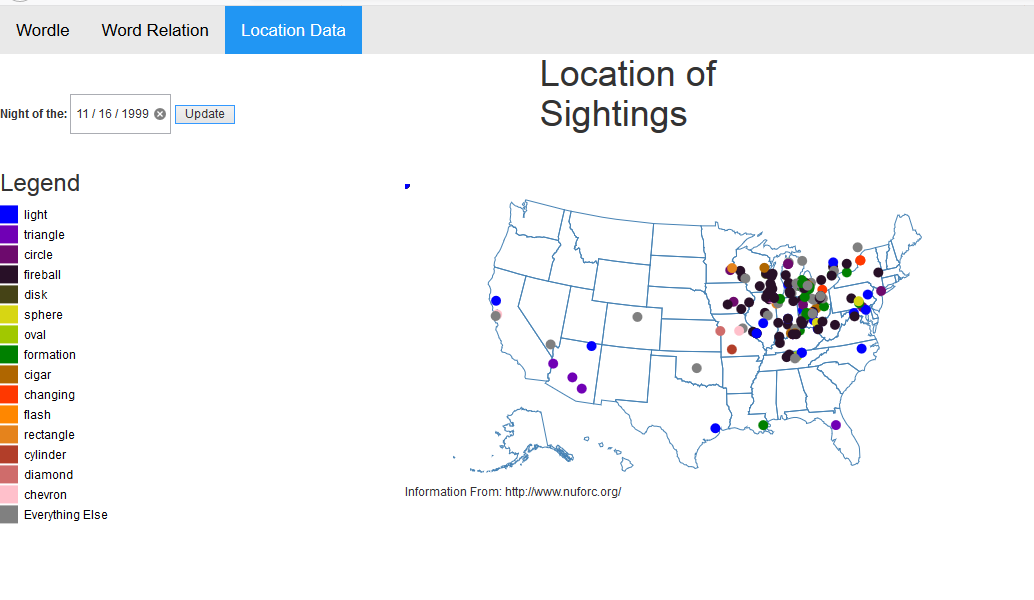 Wordle Word Relation Location Data
Location of
Sightings
Night of the: 11 / 16 / 1999 Update
Legend
light
triangle
circle
fireball
disk
sphere
oval
formation
cigar
changing
flash
rectangle
cylinder
diamond
chevron
Everything Else
Information From: http://www.nuforc.org/